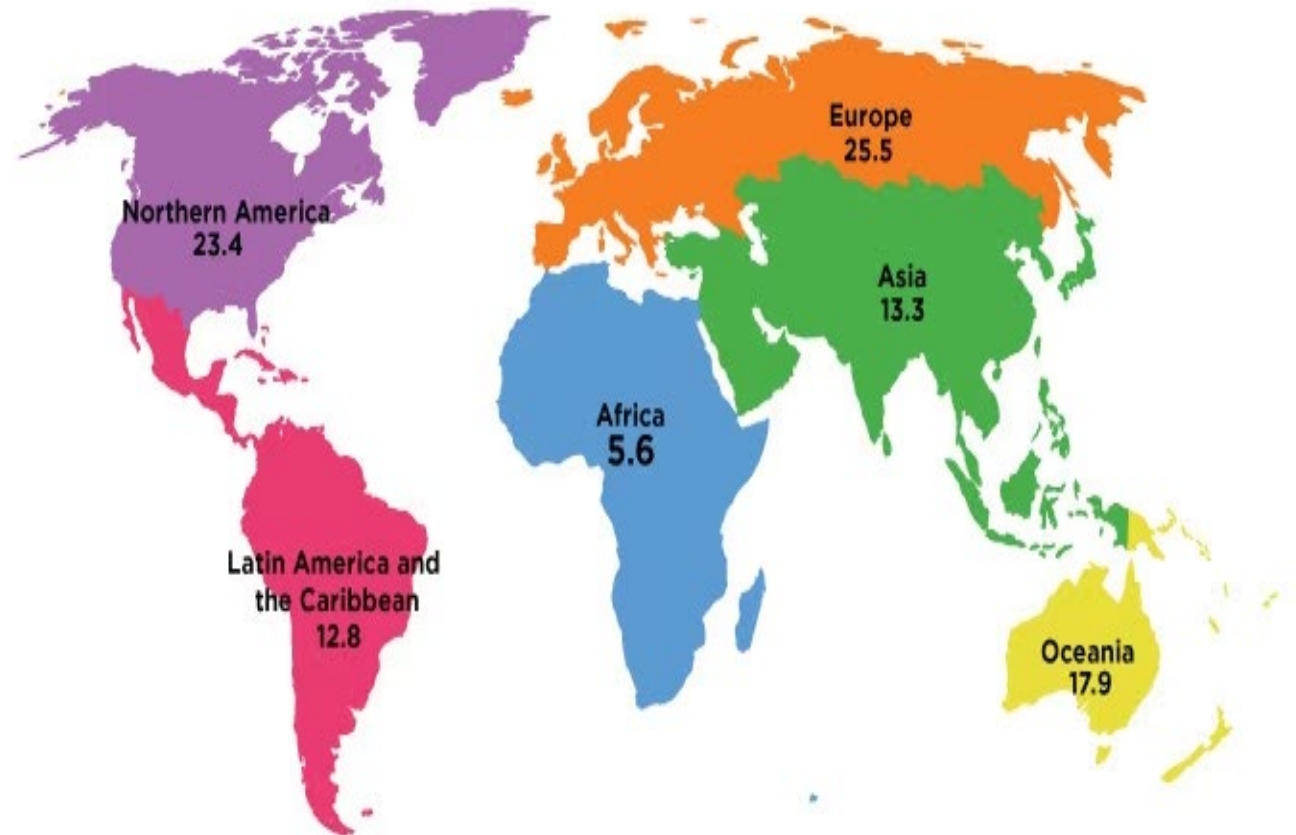 Europe
25.5
Northern America
23.4
Asia
13.3
Africa
5.6
Latin America and
the Caribbean
12.8
Oceania
17.9